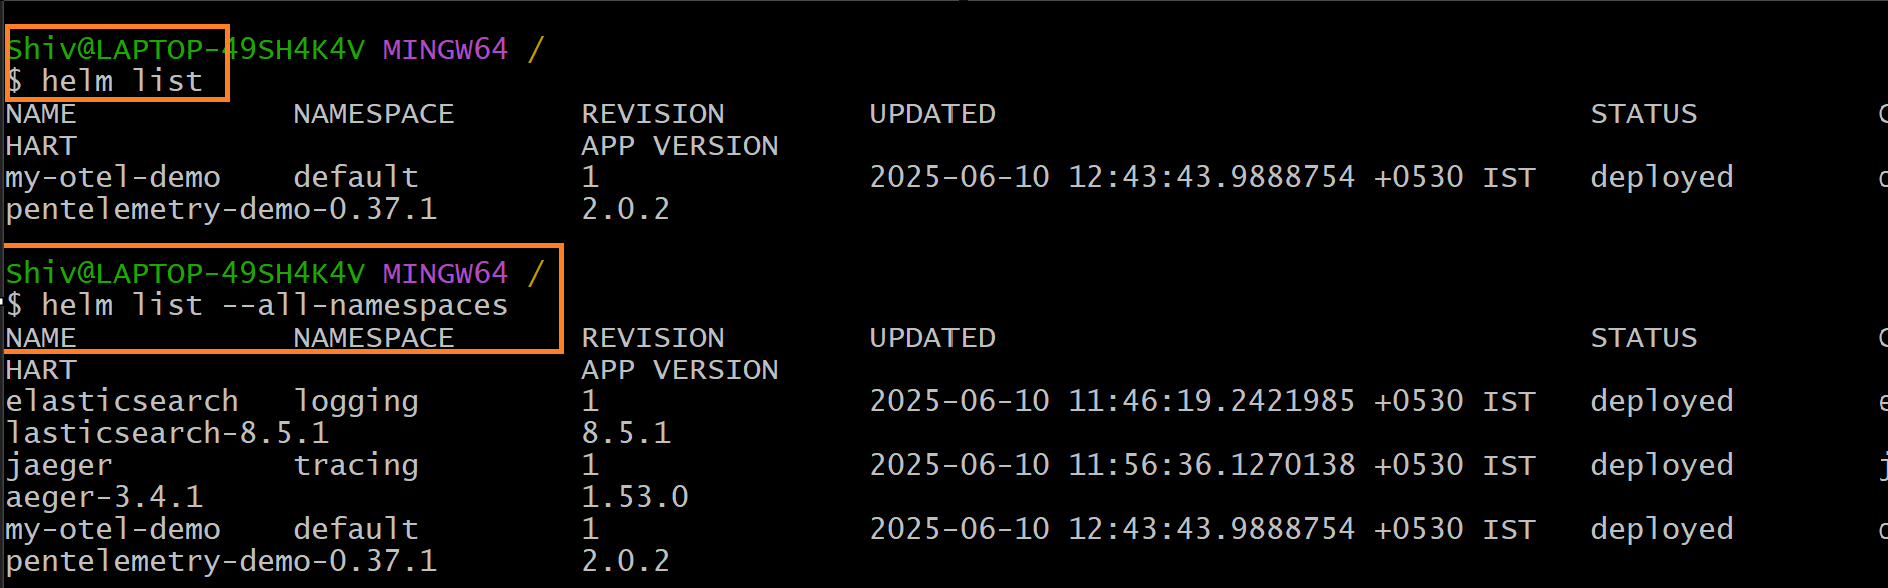 Shiv@LAPTOP-49SH4K4V MINGW64 /
$ helm list
NAME NAMESPACE REVISION UPDATED STATUS C
HART APP VERSION
my-otel-demo default 1 2025-06-10 12:43:43.9888754 +0530 IST deployed o
pentelemetry-demo-0.37.1 2.0.2
Shiv@LAPTOP-49SH4K4V MINGW64 /
$ helm list --all-namespaces
NAME NAMESPACE REVISION UPDATED STATUS C
HART APP VERSION
elasticsearch logging 1 2025-06-10 11:46:19.2421985 +0530 IST deployed e
lasticsearch-8.5.1 8.5.1
jaeger tracing 1 2025-06-10 11:56:36.1270138 +0530 IST deployed j
aeger-3.4.1 1.53.0
my-otel-demo default 1 2025-06-10 12:43:43.9888754 +0530 IST deployed o
pentelemetry-demo-0.37.1 2.0.2